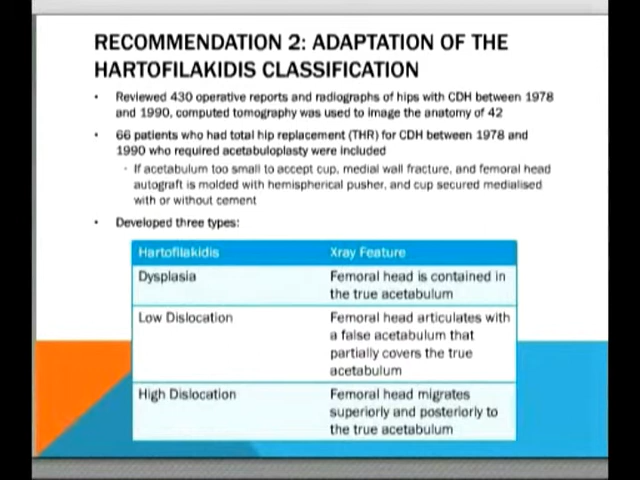 RECOMMENDATION 2: ADAPTATION OF THE
HARTOFILAKIDIS CLASSIFICATION
• Reviewed 430 operative reports and radiographs of hips with CDH between 1978
and 1990, computed tomography was used to image the anatomy of 42
• 66 patients who had total hip replacement (THR) for CDH between 1978 and
1990 who required acetabuloplasty were included
• If acetabulum too small to accept cup, medial wall fracture, and femoral head
autograft is molded with hemispherical pusher, and cup secured medialised
with or without cement
• Developed three types:
Hartofilakidis Xray Feature
Dysplasia Femoral head is contained in
the true acetabulum
Low Dislocation Femoral head articulates with
a false acetabulum that
partially covers the true
acetabulum
High Dislocation Femoral head migrates
superiorly and posteriorly to
the true acetabulum